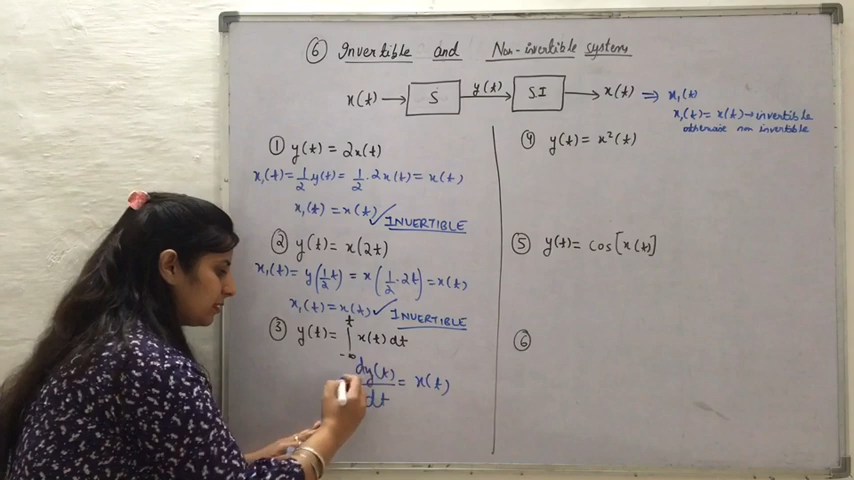 ⑥ Invertible and Non-invertible systems
x(t) → S y(t) → SI → x(t) ⇒ x₁(t)
x₁(t) = x(t) → invertible
otherwise non invertible
① y(t) = 2x(t)
x₁(t) = 1/2 y(t) = 1/2 · 2x(t) = x(t)
x₁(t) = x(t) ✓ INVERTIBLE
② y(t) = x(2t)
x₁(t) = y(1/2 t) = x(1/2 · 2t) = x(t)
x₁(t) = x(t) ✓ INVERTIBLE
③ y(t) = ∫_{-∞}^{t} x(t) dt
dy(t)/dt = x(t)
④ y(t) = x²(t)
⑤ y(t) = cos[x(t)]
⑥